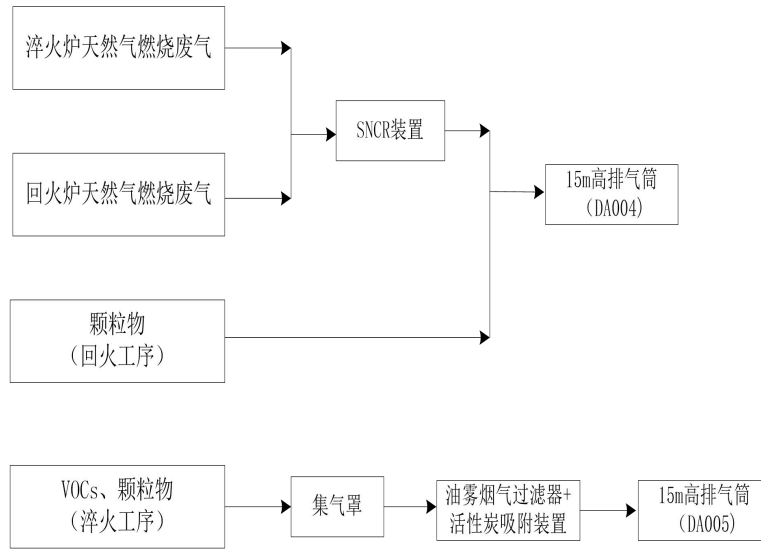 淬火炉天然气燃烧废气
SNCR装置
回火炉天然气燃烧废气
15m高排气筒
（DA004）
颗粒物
（回火工序）
VOCs、颗粒物
（淬火工序）
集气罩
油雾烟气过滤器+
活性炭吸附装置
15m高排气筒
（DA005）